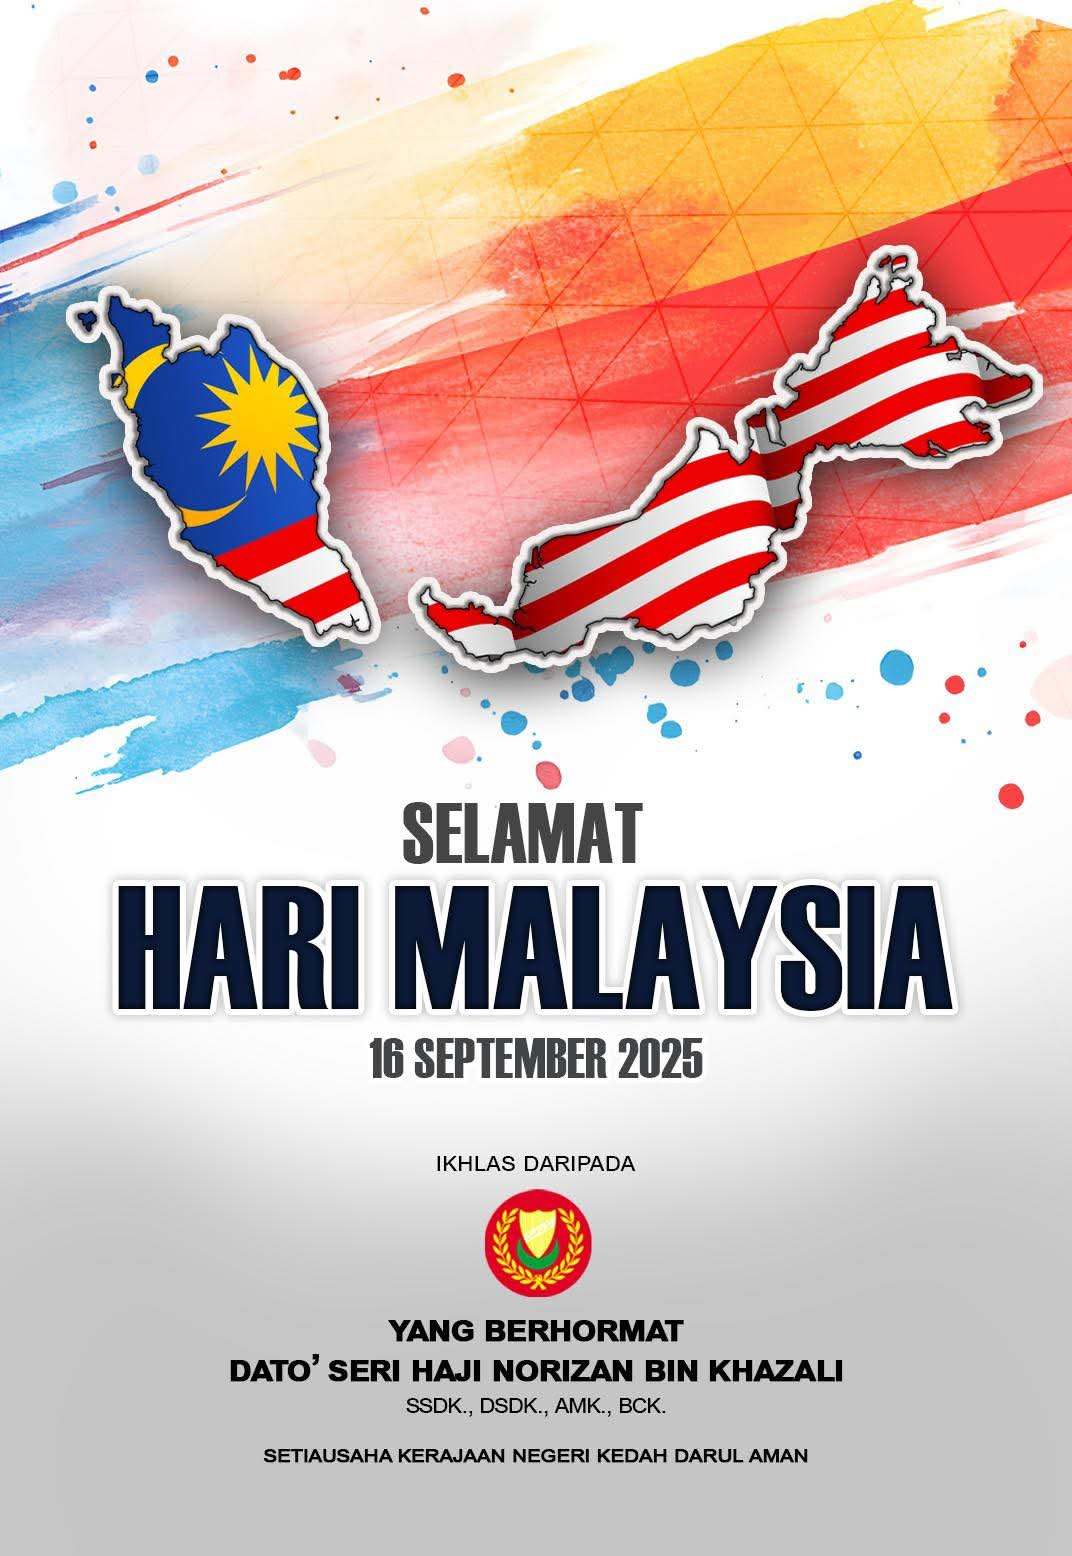 SELAMAT
HARI MALAYSIA
16 SEPTEMBER 2025
IKHLAS DARIPADA
YANG BERHORMAT
DATO’ SERI HAJI NORIZAN BIN KHAZALI
SSDK., DSDK., AMK., BCK.
SETIAUSAHA KERAJAAN NEGERI KEDAH DARUL AMAN